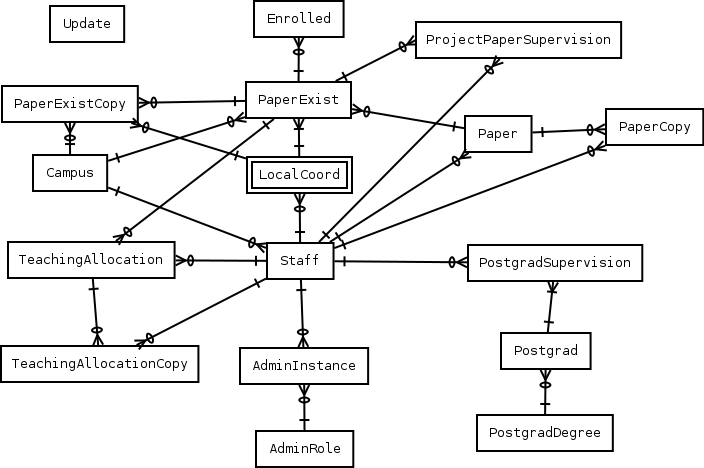 Update
Enrolled
ProjectPaperSupervision
PaperExistCopy
PaperExist
Paper
PaperCopy
Campus
LocalCoord
TeachingAllocation
Staff
PostgradSupervision
TeachingAllocationCopy
AdminInstance
Postgrad
AdminRole
PostgradDegree